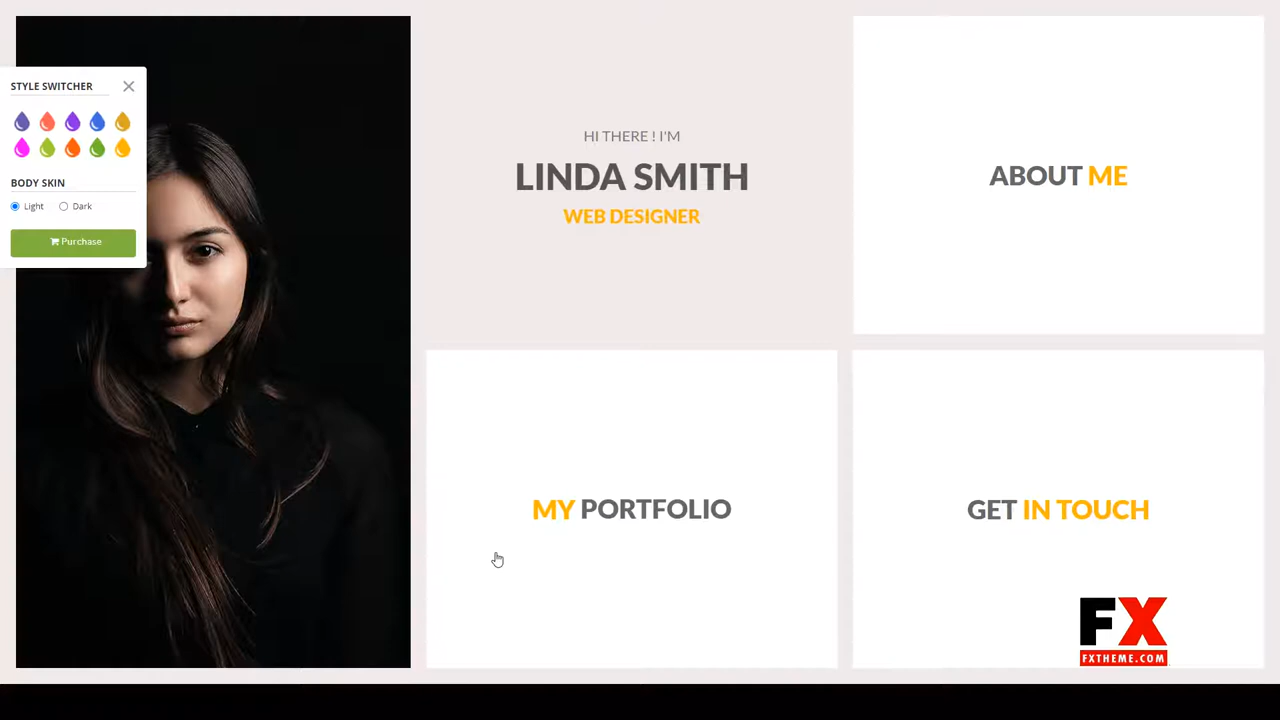 STYLE SWITCHER
BODY SKIN
Light
Dark
Purchase
HI THERE ! I'M
LINDA SMITH
WEB DESIGNER
ABOUT ME
MY PORTFOLIO
GET IN TOUCH
FX
FXTHEME.COM